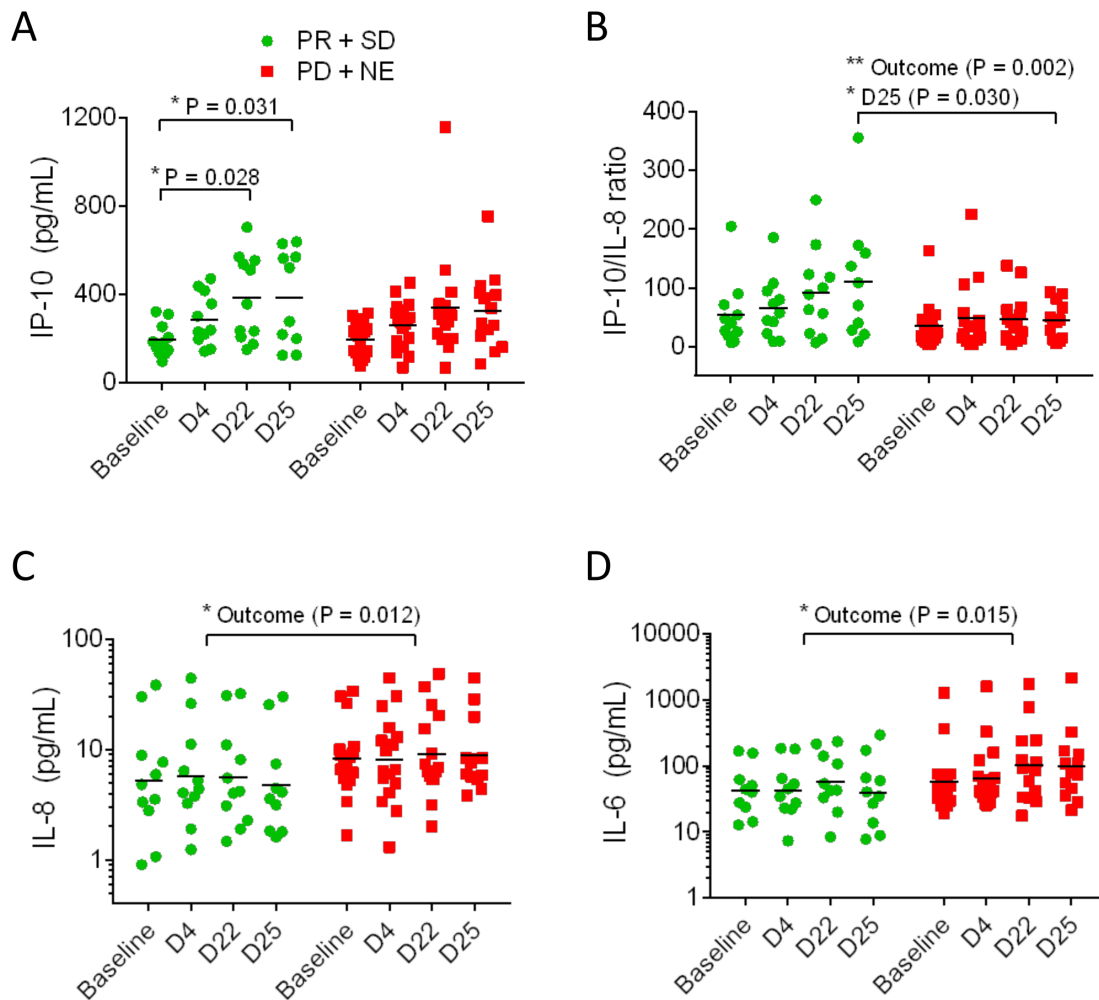 A
PR + SD
PD + NE
* P = 0.031
* P = 0.028
IP-10 (pg/mL)
1200
800
400
0
Baseline
D4
D22
D25
Baseline
D4
D22
D25
B
** Outcome (P = 0.002)
* D25 (P = 0.030)
IP-10/IL-8 ratio
400
300
200
100
0
Baseline
D4
D22
D25
Baseline
D4
D22
D25
C
* Outcome (P = 0.012)
IL-8 (pg/mL)
100
10
1
Baseline
D4
D22
D25
Baseline
D4
D22
D25
D
* Outcome (P = 0.015)
IL-6 (pg/mL)
10000
1000
100
10
1
Baseline
D4
D22
D25
Baseline
D4
D22
D25